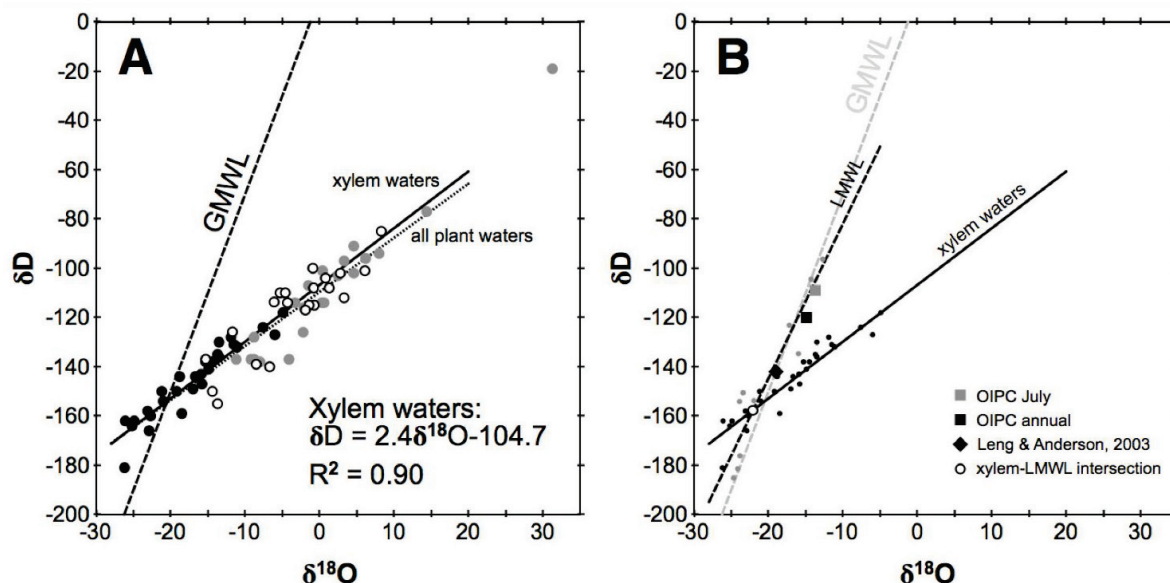 A
0
-20
-40
-60
-80
-100
-120
-140
-160
-180
-200
δD
GMWL
xylem waters
all plant waters
Xylem waters:
δD = 2.4δ¹⁸O-104.7
R² = 0.90
-30
-20
-10
0
10
20
30
δ¹⁸O
B
0
-20
-40
-60
-80
-100
-120
-140
-160
-180
-200
δD
GMWL
LMWL
xylem waters
OIPC July
OIPC annual
Leng & Anderson, 2003
xylem-LMWL intersection
-30
-20
-10
0
10
20
30
δ¹⁸O